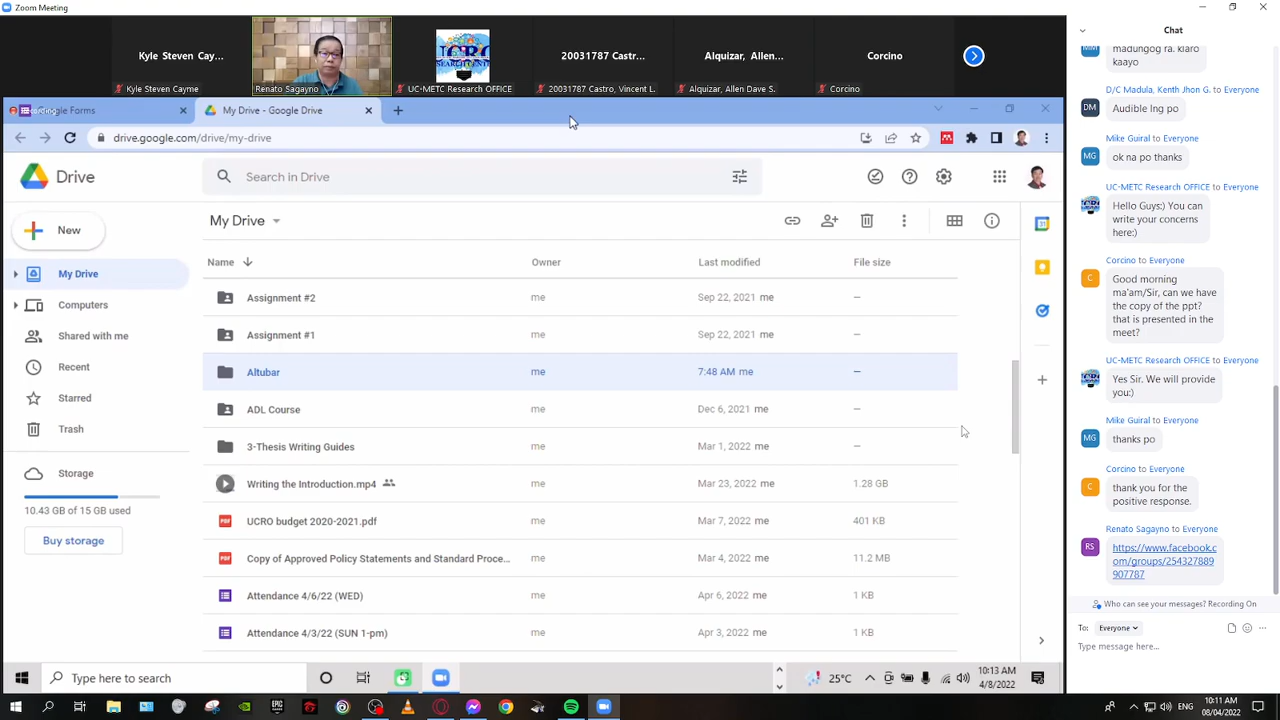 Zoom Meeting
Kyle Steven Cay...
20031787 Castro...
Alquizar, Allen...
Corcino
Kyle Steven Cayme
Renato Sagayno
UC-METC Research OFFICE
20031787 Castro, Vincent L.
Alquizar, Allen Dave S.
Corcino
Google Forms
My Drive - Google Drive
drive.google.com/drive/my-drive
Drive
Search in Drive
New
My Drive
My Drive
Computers
Shared with me
Recent
Starred
Trash
Storage
10.43 GB of 15 GB used
Buy storage
Name
Owner
Last modified
File size
Assignment #2
me
Sep 22, 2021 me
–
Assignment #1
me
Sep 22, 2021 me
–
Altubar
me
7:48 AM me
–
ADL Course
me
Dec 6, 2021 me
–
3-Thesis Writing Guides
me
Mar 1, 2022 me
–
Writing the Introduction.mp4
me
Mar 23, 2022 me
1.28 GB
UCRO budget 2020-2021.pdf
me
Mar 7, 2022 me
401 KB
Copy of Approved Policy Statements and Standard Proce...
me
Mar 4, 2022 me
11.2 MB
Attendance 4/6/22 (WED)
me
Apr 6, 2022 me
1 KB
Attendance 4/3/22 (SUN 1-pm)
me
Apr 3, 2022 me
1 KB
Type here to search
25°C
10:13 AM
4/8/2022
Chat
madungog ra. klaro
kaayo
D/C Madula, Kenth Jhon G. to Everyone
DM
Audible lng po
Mike Guiral to Everyone
MG
ok na po thanks
UC-METC Research OFFICE to Everyone
Hello Guys:) You can
write your concerns
here:)
Corcino to Everyone
C
Good morning
ma'am/Sir, can we have
the copy of the ppt?
that is presented in the
meet?
UC-METC Research OFFICE to Everyone
Yes Sir. We will provide
you:)
Mike Guiral to Everyone
MG
thanks po
Corcino to Everyone
C
thank you for the
positive response.
Renato Sagayno to Everyone
RS
https://www.facebook.c
om/groups/254327889
907787
Who can see your messages? Recording On
To: Everyone
Type message here...
ENG
10:11 AM
08/04/2022